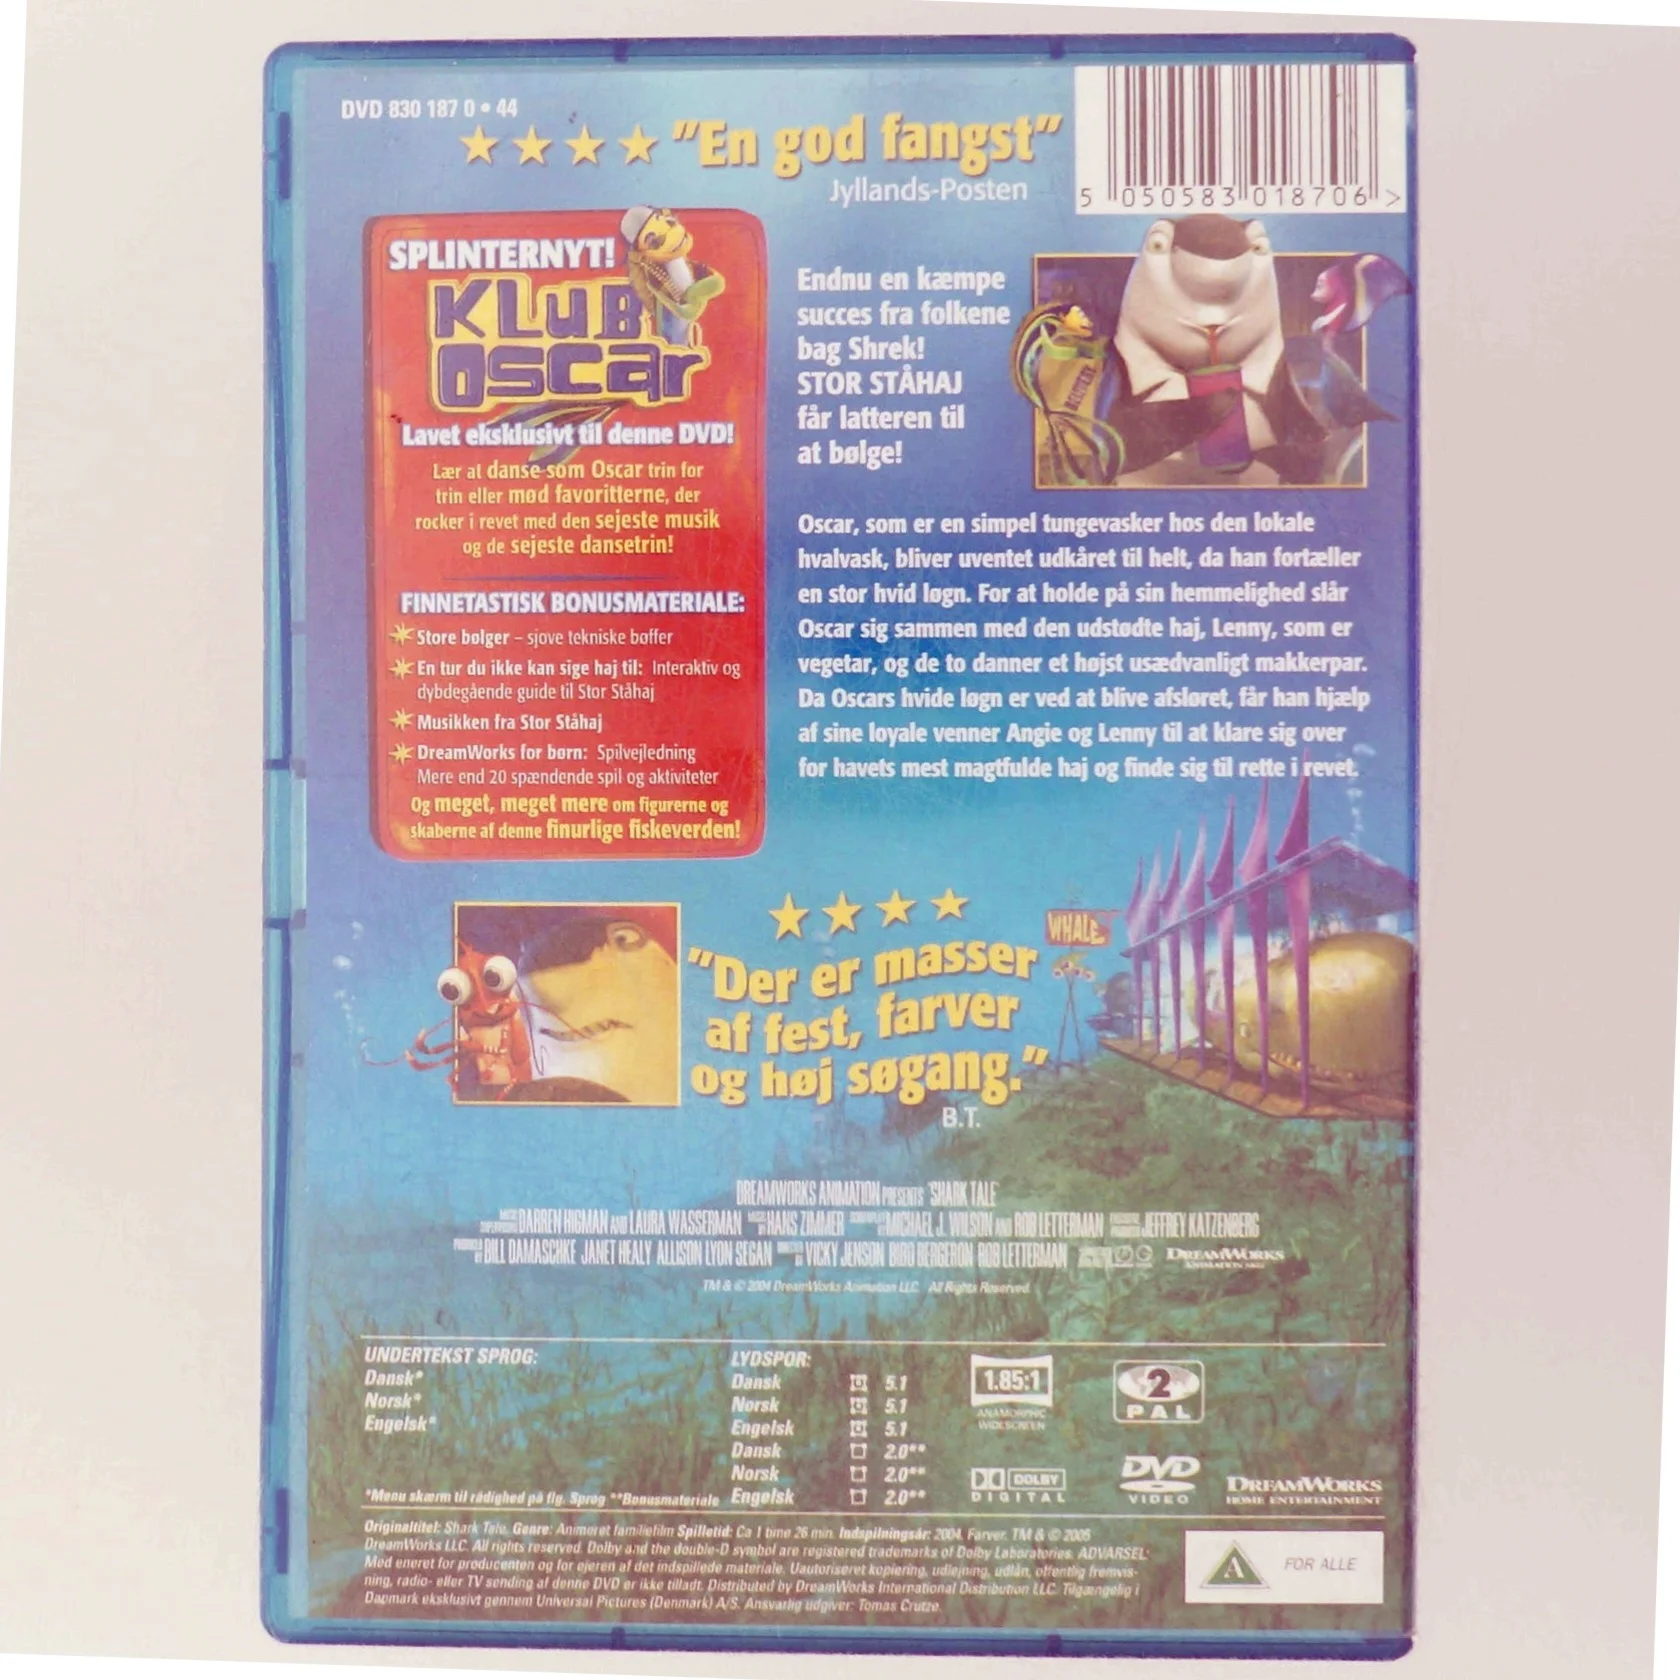 DVD 830 187 0 • 44
★★★★ "En god fangst"
Jyllands-Posten
5 050583 018706 >
SPLINTERNYT!
KLUB
OSCAR
Lavet eksklusivt til denne DVD!
Lær at danse som Oscar trin for
trin eller mød favoritterne, der
rocker i revet med den sejeste musik
og de sejeste dansetrin!
FINNETASTISK BONUSMATERIALE:
Store bølger – sjove tekniske bøffer
En tur du ikke kan sige haj til: Interaktiv og
dybdegående guide til Stor Ståhaj
Musikken fra Stor Ståhaj
DreamWorks for børn: Spilvejledning
Mere end 20 spændende spil og aktiviteter
Og meget, meget mere om figurerne og
skaberne af denne finurlige fiskeverden!
Endnu en kæmpe
succes fra folkene
bag Shrek!
STOR STÅHAJ
får latteren til
at bølge!
Oscar, som er en simpel tungevasker hos den lokale
hvalvask, bliver uventet udkåret til helt, da han fortæller
en stor hvid løgn. For at holde på sin hemmelighed slår
Oscar sig sammen med den udstødte haj, Lenny, som er
vegetar, og de to danner et højst usædvanligt makkerpar.
Da Oscars hvide løgn er ved at blive afsløret, får han hjælp
af sine loyale venner Angie og Lenny til at klare sig over
for havets mest magtfulde haj og finde sig til rette i revet.
WHALE
★★★★
"Der er masser
af fest, farver
og høj søgang."
B.T.
DREAMWORKS ANIMATION PRESENTS "SHARK TALE"
MUSIC SUPERVISORS DARREN HIGMAN AND LAURA WASSERMAN MUSIC BY HANS ZIMMER SCREENPLAY BY MICHAEL J. WILSON AND ROB LETTERMAN EXECUTIVE PRODUCER JEFFREY KATZENBERG
PRODUCED BY BILL DAMASCHKE JANET HEALY ALLISON LYON SEGAN DIRECTED BY VICKY JENSON BIBO BERGERON ROB LETTERMAN DREAMWORKS
TM & © 2004 DreamWorks Animation LLC. All Rights Reserved.
UNDERTEKST SPROG:
Dansk*
Norsk*
Engelsk*
*Menu skærm til rådighed på flg. Sprog **Bonusmateriale
LYDSPOR:
Dansk 5.1
Norsk 5.1
Engelsk 5.1
Dansk 2.0**
Norsk 2.0**
Engelsk 2.0**
1.85:1
ANAMORPHIC
WIDESCREEN
2
PAL
DOLBY
DIGITAL
DVD
VIDEO
DREAMWORKS
HOME ENTERTAINMENT
Originaltitel: Shark Tale. Genre: Animeret familiefilm Spilletid: Ca 1 time 26 min. Indspilningsår: 2004. Farver. TM & © 2005
DreamWorks LLC. All rights reserved. Dolby and the double-D symbol are registered trademarks of Dolby Laboratories. ADVARSEL:
Med eneret for producenten og for ejeren af det indspillede materiale. Uautoriseret kopiering, udlejning, udlån, offentlig fremvis-
ning, radio- eller TV sending af denne DVD er ikke tilladt. Distributed by DreamWorks International Distribution LLC. Tilgængelig i
Danmark eksklusivt gennem Universal Pictures (Denmark) A/S. Ansvarlig udgiver: Tomas Crutze.
A
FOR ALLE